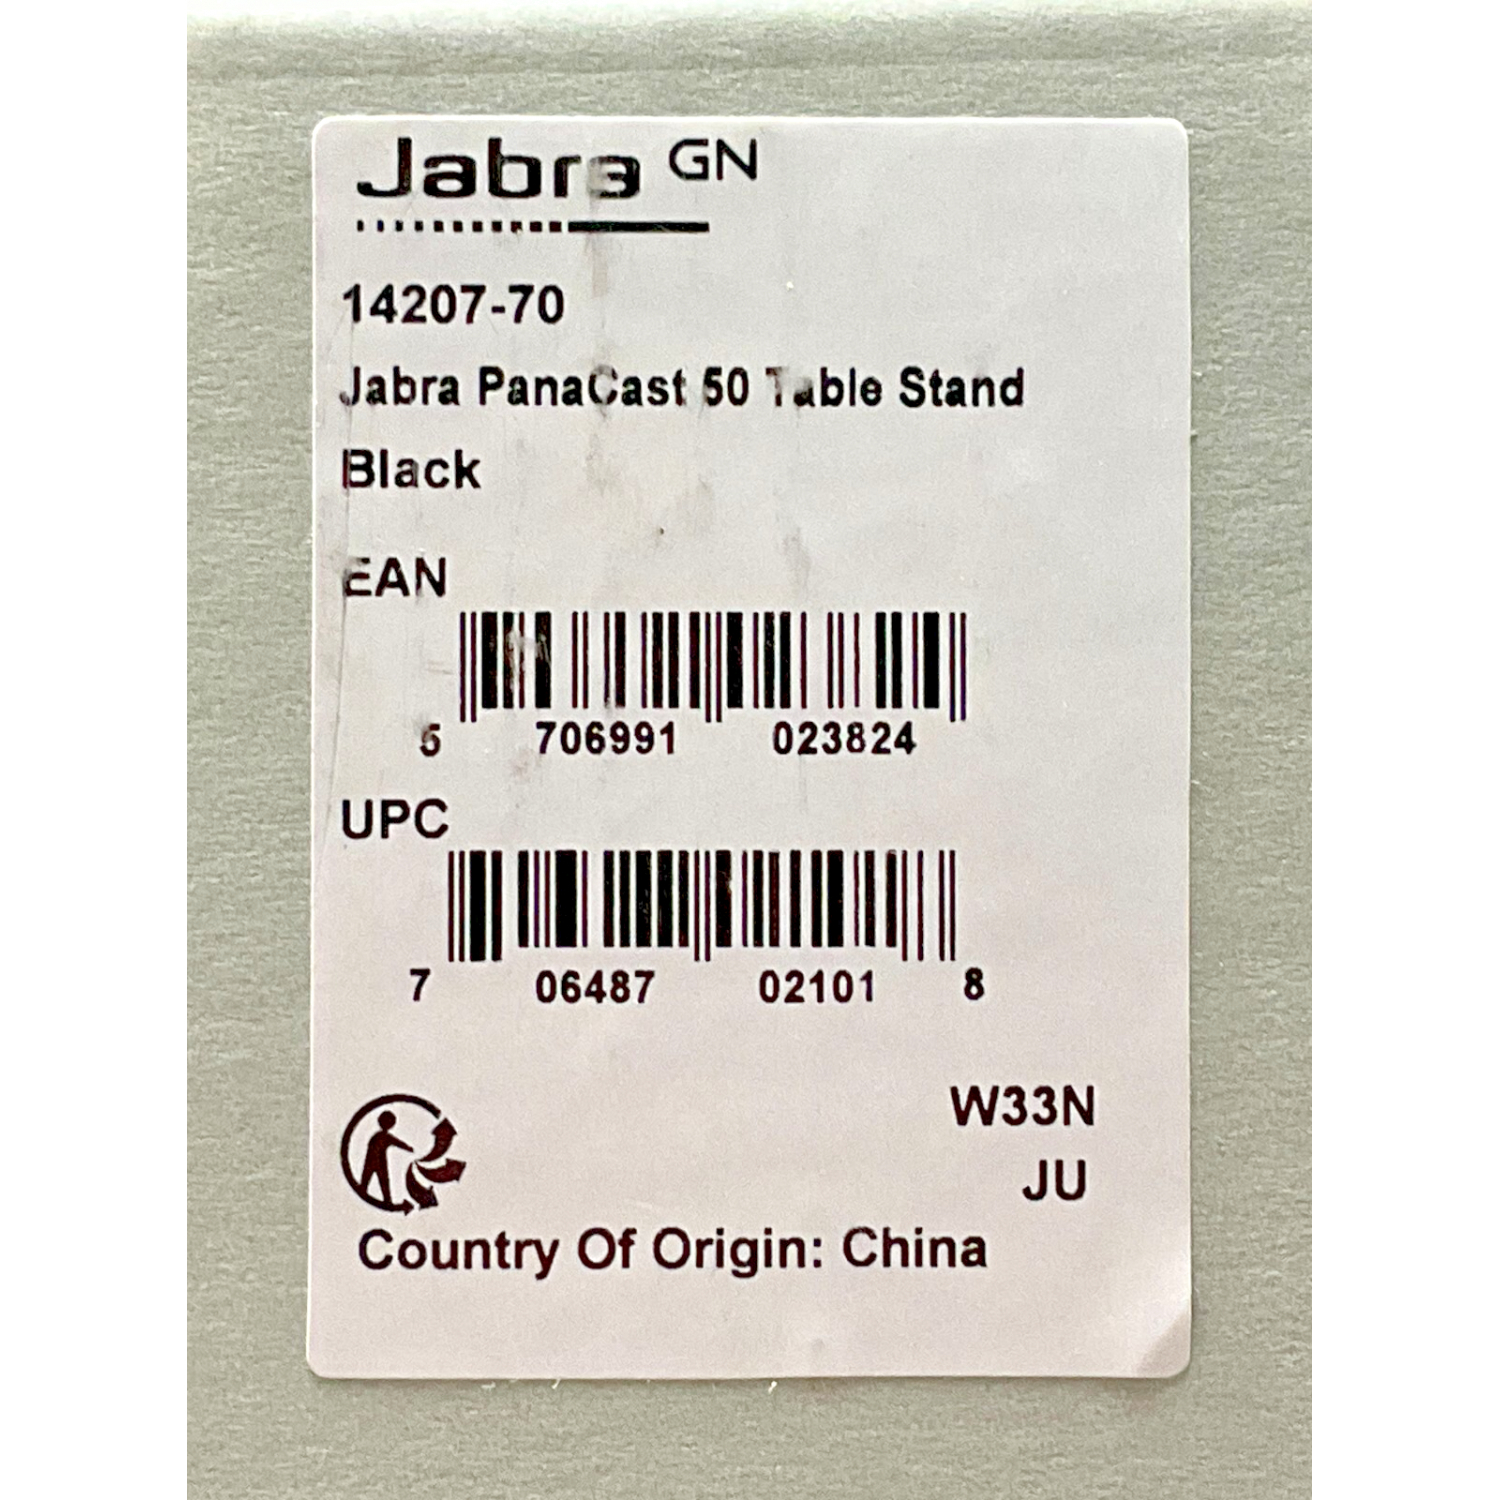 Jabra GN
14207-70
Jabra PanaCast 50 Table Stand
Black
EAN
5 706991 023824
UPC
7 06487 02101 8
W33N
JU
Country Of Origin: China